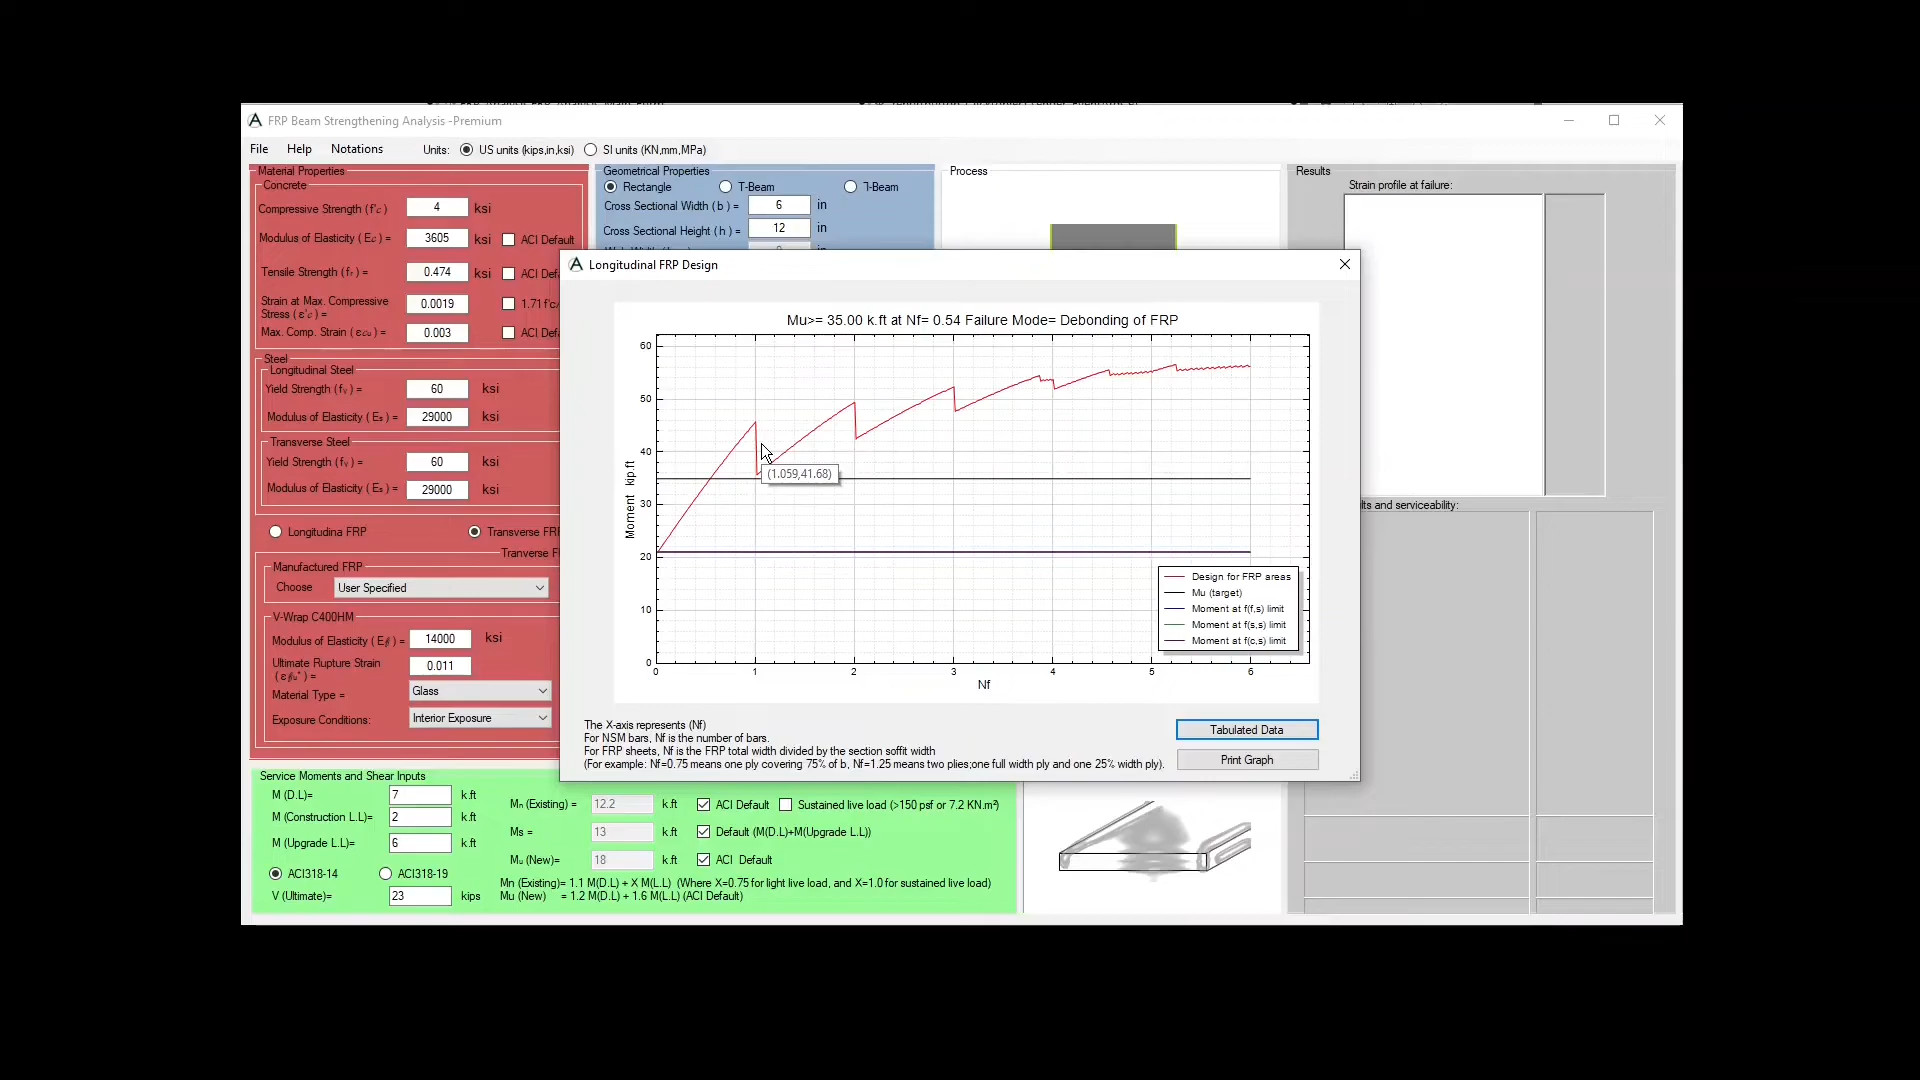 FRP Beam Strengthening Analysis -Premium
File Help Notations Units: US units (kips,in,ksi) SI units (KN,mm,MPa)
Material Properties
Concrete
Compressive Strength (f'c) 4 ksi
Modulus of Elasticity ( Ec ) = 3605 ksi ACI Default
Tensile Strength ( fr ) = 0.474 ksi ACI Defa
Strain at Max. Compressive
Stress ( ε'c ) = 0.0019 1.71f'c/
Max. Comp. Strain ( εcu ) = 0.003 ACI Defa
Steel
Longitudinal Steel
Yield Strength ( fy ) = 60 ksi
Modulus of Elasticity ( Es ) = 29000 ksi
Transverse Steel
Yield Strength ( fy ) = 60 ksi
Modulus of Elasticity ( Es ) = 29000 ksi
Longitudina FRP Transverse FRP
Tranverse F
Manufactured FRP
Choose User Specified
V-Wrap C400HM
Modulus of Elasticity ( Ef ) = 14000 ksi
Ultimate Rupture Strain
( εfu* ) = 0.011
Material Type = Glass
Exposure Conditions: Interior Exposure
Geometrical Properties
Rectangle T-Beam ꓶ-Beam
Cross Sectional Width ( b ) = 6 in
Cross Sectional Height ( h ) = 12 in
Process
Results
Strain profile at failure:
lts and serviceability:
Longitudinal FRP Design
Mu>= 35.00 k.ft at Nf= 0.54 Failure Mode= Debonding of FRP
60
50
40
30
20
10
0
Moment kip.ft
(1.059,41.68)
0 1 2 3 4 5 6
Nf
Design for FRP areas
Mu (target)
Moment at f(f,s) limit
Moment at f(s,s) limit
Moment at f(c,s) limit
The X-axis represents (Nf)
For NSM bars, Nf is the number of bars.
For FRP sheets, Nf is the FRP total width divided by the section soffit width
(For example: Nf=0.75 means one ply covering 75% of b, Nf=1.25 means two plies;one full width ply and one 25% width ply).
Tabulated Data
Print Graph
Service Moments and Shear Inputs
M (D.L)= 7 k.ft
M (Construction L.L)= 2 k.ft
M (Upgrade L.L)= 6 k.ft
ACI318-14 ACI318-19
V (Ultimate)= 23 kips
Mn (Existing) = 12.2 k.ft ACI Default Sustained live load (>150 psf or 7.2 KN.m²)
Ms = 13 k.ft Default (M(D.L)+M(Upgrade L.L))
Mu (New)= 18 k.ft ACI Default
Mn (Existing)= 1.1 M(D.L) + X M(L.L) (Where X=0.75 for light live load, and X=1.0 for sustained live load)
Mu (New) = 1.2 M(D.L) + 1.6 M(L.L) (ACI Default)